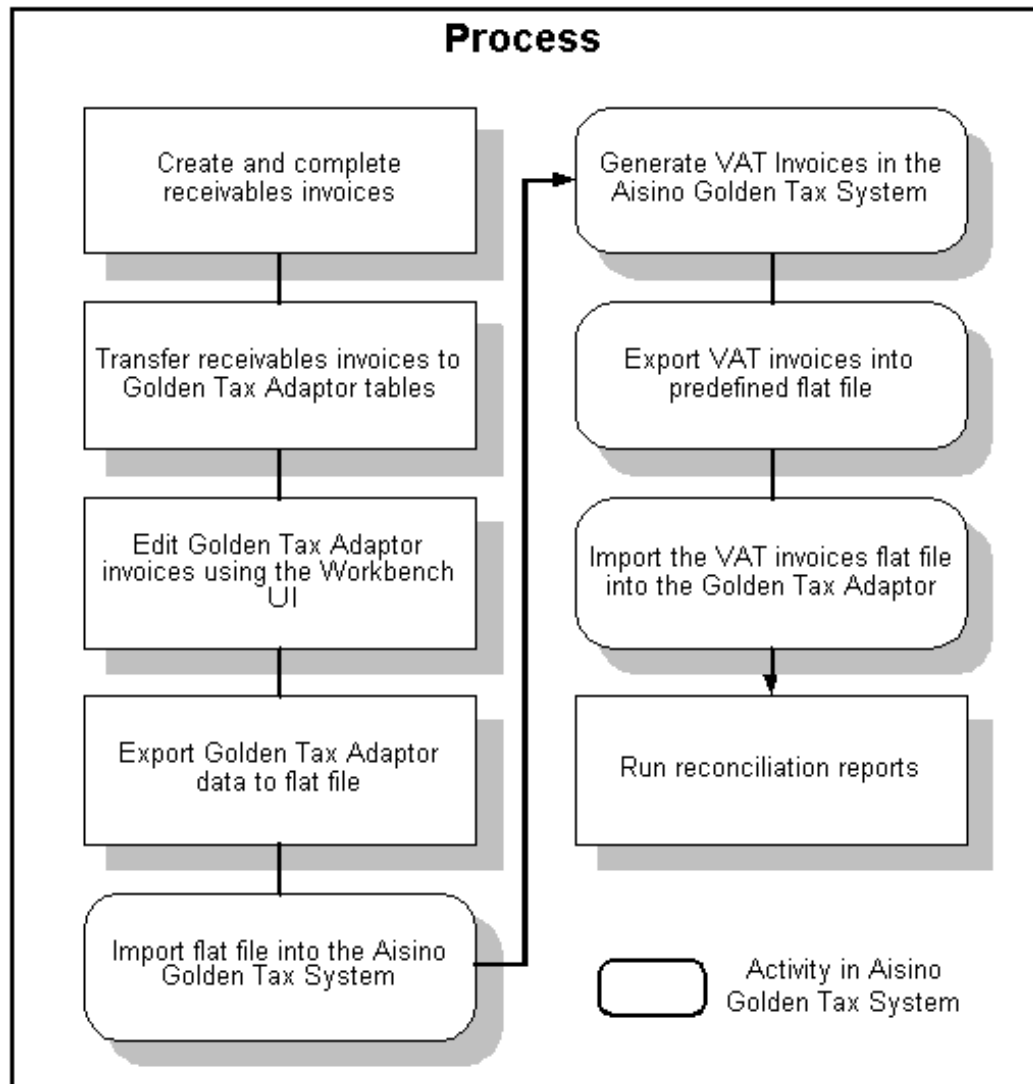 Process
Create and complete
receivables invoices
Transfer receivables invoices to
Golden Tax Adaptor tables
Edit Golden Tax Adaptor
invoices using the Workbench
UI
Export Golden Tax Adaptor
data to flat file
Import flat file into the Aisino
Golden Tax System
Generate VAT Invoices in the
Aisino Golden Tax System
Export VAT invoices into
predefined flat file
Import the VAT invoices flat file
into the Golden Tax Adaptor
Run reconciliation reports
Activity in Aisino
Golden Tax System